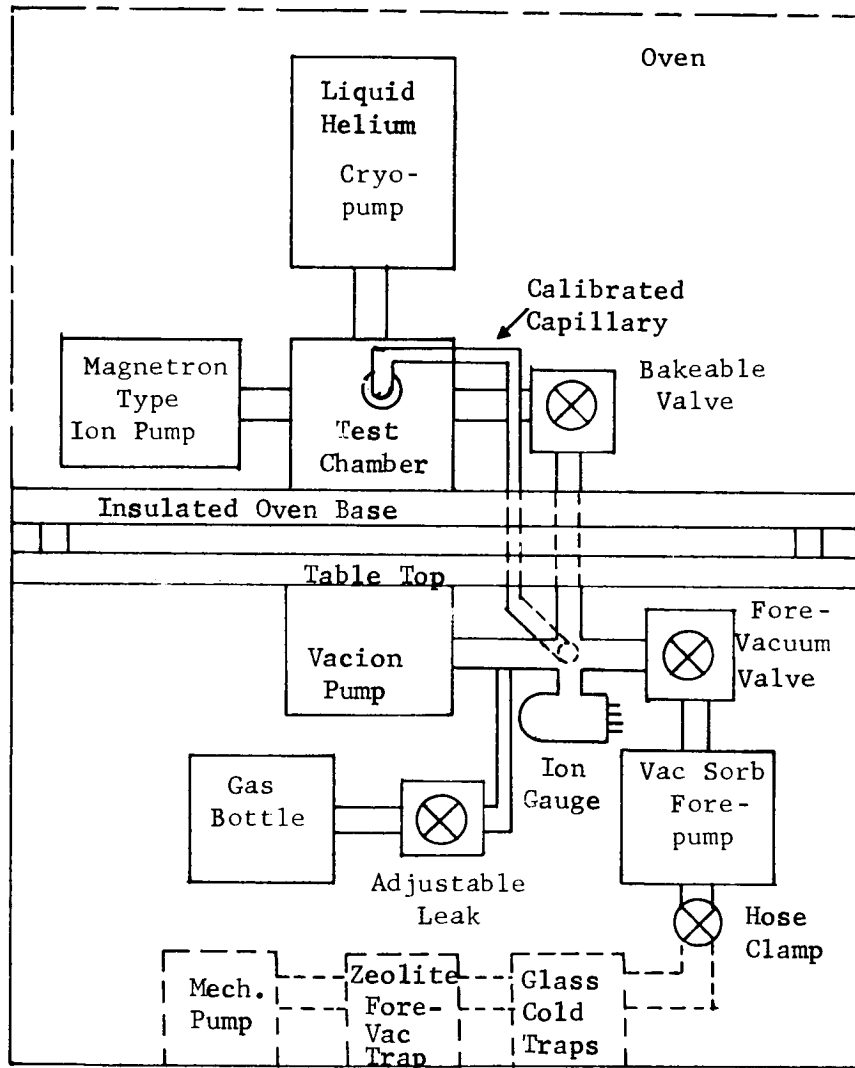 Oven
Liquid
Helium
Cryo-
pump
Calibrated
Capillary
Magnetron
Type
Ion Pump
Test
Chamber
Bakeable
Valve
Insulated Oven Base
Table Top
Vacion
Pump
Fore-
Vacuum
Valve
Ion
Gauge
Gas
Bottle
Adjustable
Leak
Vac Sorb
Fore-
pump
Hose
Clamp
Mech.
Pump
Zeolite
Fore-
Vac
Trap
Glass
Cold
Traps